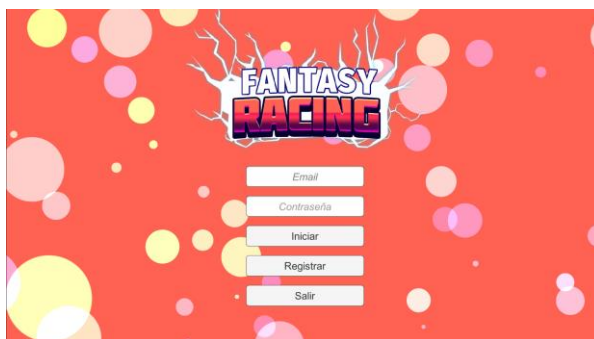 FANTASY
RACING
Email
Contraseña
Iniciar
Registrar
Salir